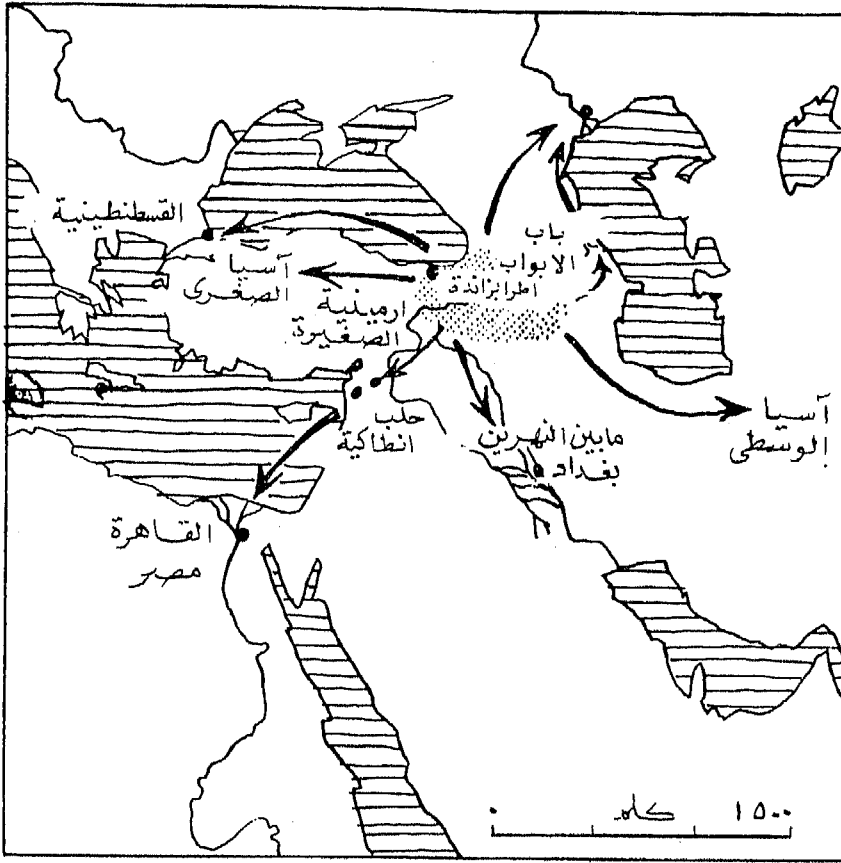 القسطنطينية
باب
الابواب
اطرابزاندة
آسيا
الصغرى
ارمينية
الصغيرة
حلب
انطاكية
آسيا
الوسطى
مابين النهرين
بغداد
القاهرة
مصر
٠ كلم ١٥٠٠